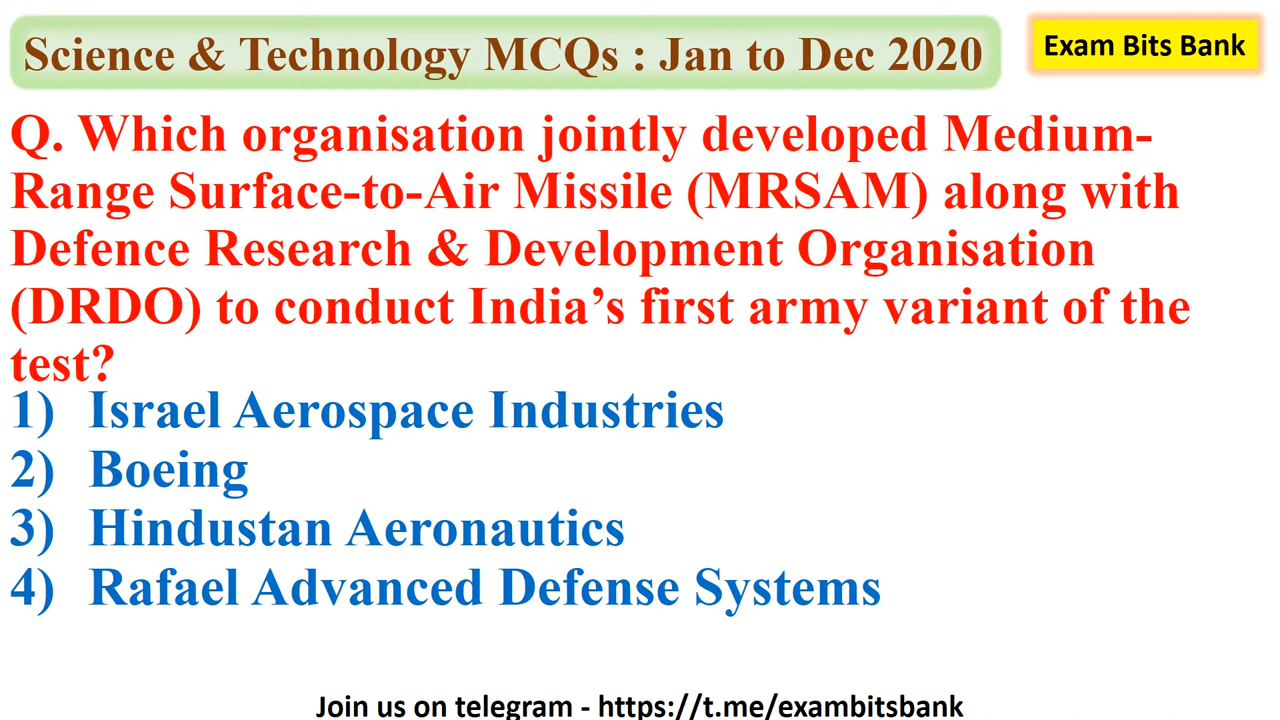 Science & Technology MCQs : Jan to Dec 2020
Exam Bits Bank
Q. Which organisation jointly developed Medium-
Range Surface-to-Air Missile (MRSAM) along with
Defence Research & Development Organisation
(DRDO) to conduct India’s first army variant of the
test?
1) Israel Aerospace Industries
2) Boeing
3) Hindustan Aeronautics
4) Rafael Advanced Defense Systems
Join us on telegram - https://t.me/exambitsbank